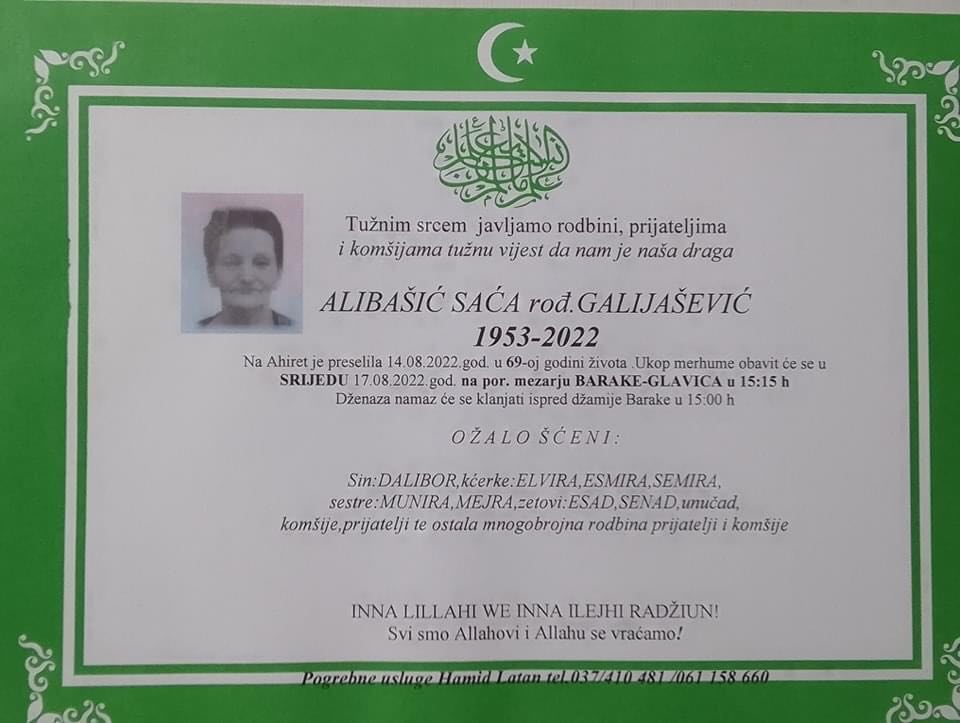 Tužnim srcem javljamo rodbini, prijateljima
i komšijama tužnu vijest da nam je naša draga
ALIBAŠIĆ SAĆA rođ.GALIJAŠEVIĆ
1953-2022
Na Ahiret je preselila 14.08.2022.god. u 69-oj godini života .Ukop merhume obavit će se u
SRIJEDU 17.08.2022.god. na por. mezarju BARAKE-GLAVICA u 15:15 h
Dženaza namaz će se klanjati ispred džamije Barake u 15:00 h
OŽALO ŠĆENI:
Sin:DALIBOR,kćerke:ELVIRA,ESMIRA,SEMIRA,
sestre:MUNIRA,MEJRA,zetovi:ESAD,SENAD,unučad,
komšije,prijatelji te ostala mnogobrojna rodbina prijatelji i komšije
INNA LILLAHI WE INNA ILEJHI RADŽIUN!
Svi smo Allahovi i Allahu se vraćamo!
Pogrebne usluge Hamid Latan tel.037/410 481 /061 158 660